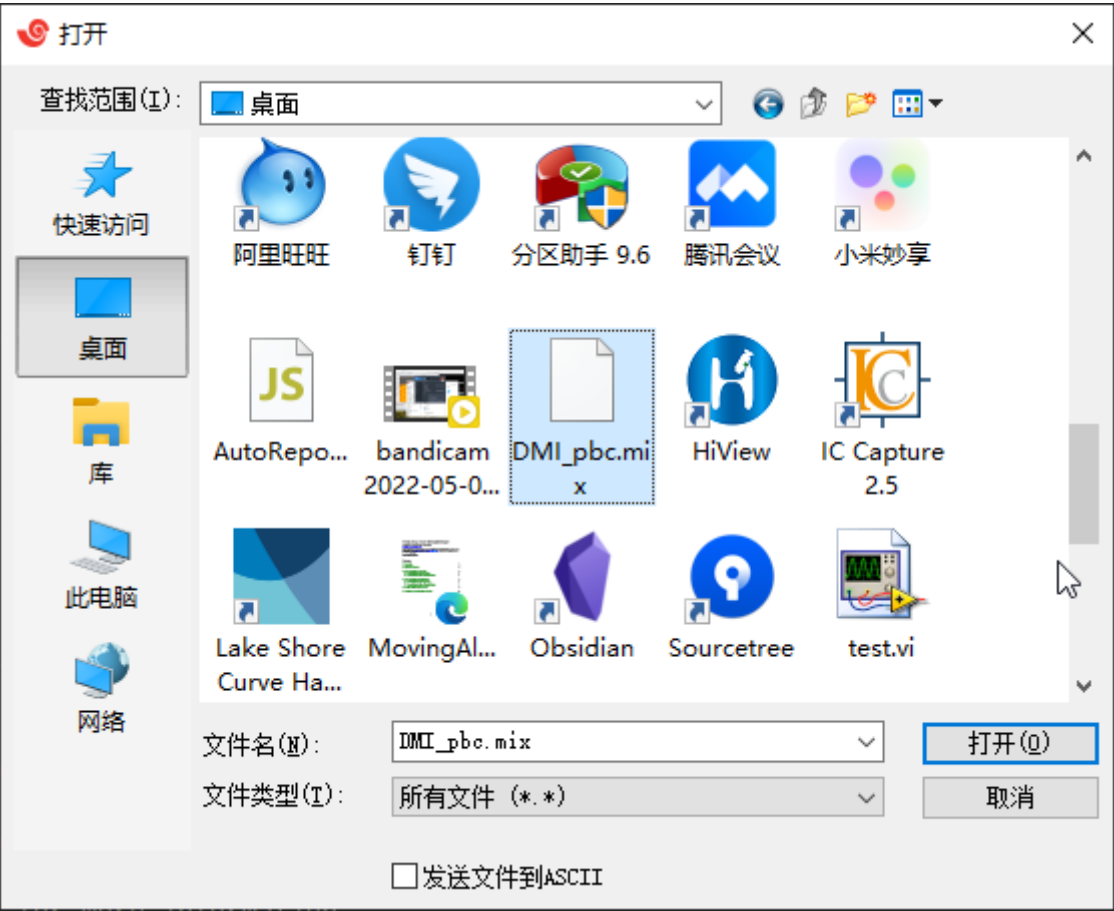 打开
查找范围(I):
桌面
快速访问
桌面
库
此电脑
网络
阿里旺旺
钉钉
分区助手 9.6
腾讯会议
小米妙享
JS
AutoRepo...
bandicam
2022-05-0...
DMI_pbc.mi
x
HiView
IC Capture
2.5
Lake Shore
Curve Ha...
MovingAl...
Obsidian
Sourcetree
test.vi
文件名(N):
DMI_pbc.mix
打开(O)
文件类型(T):
所有文件 (*.*)
取消
发送文件到ASCII